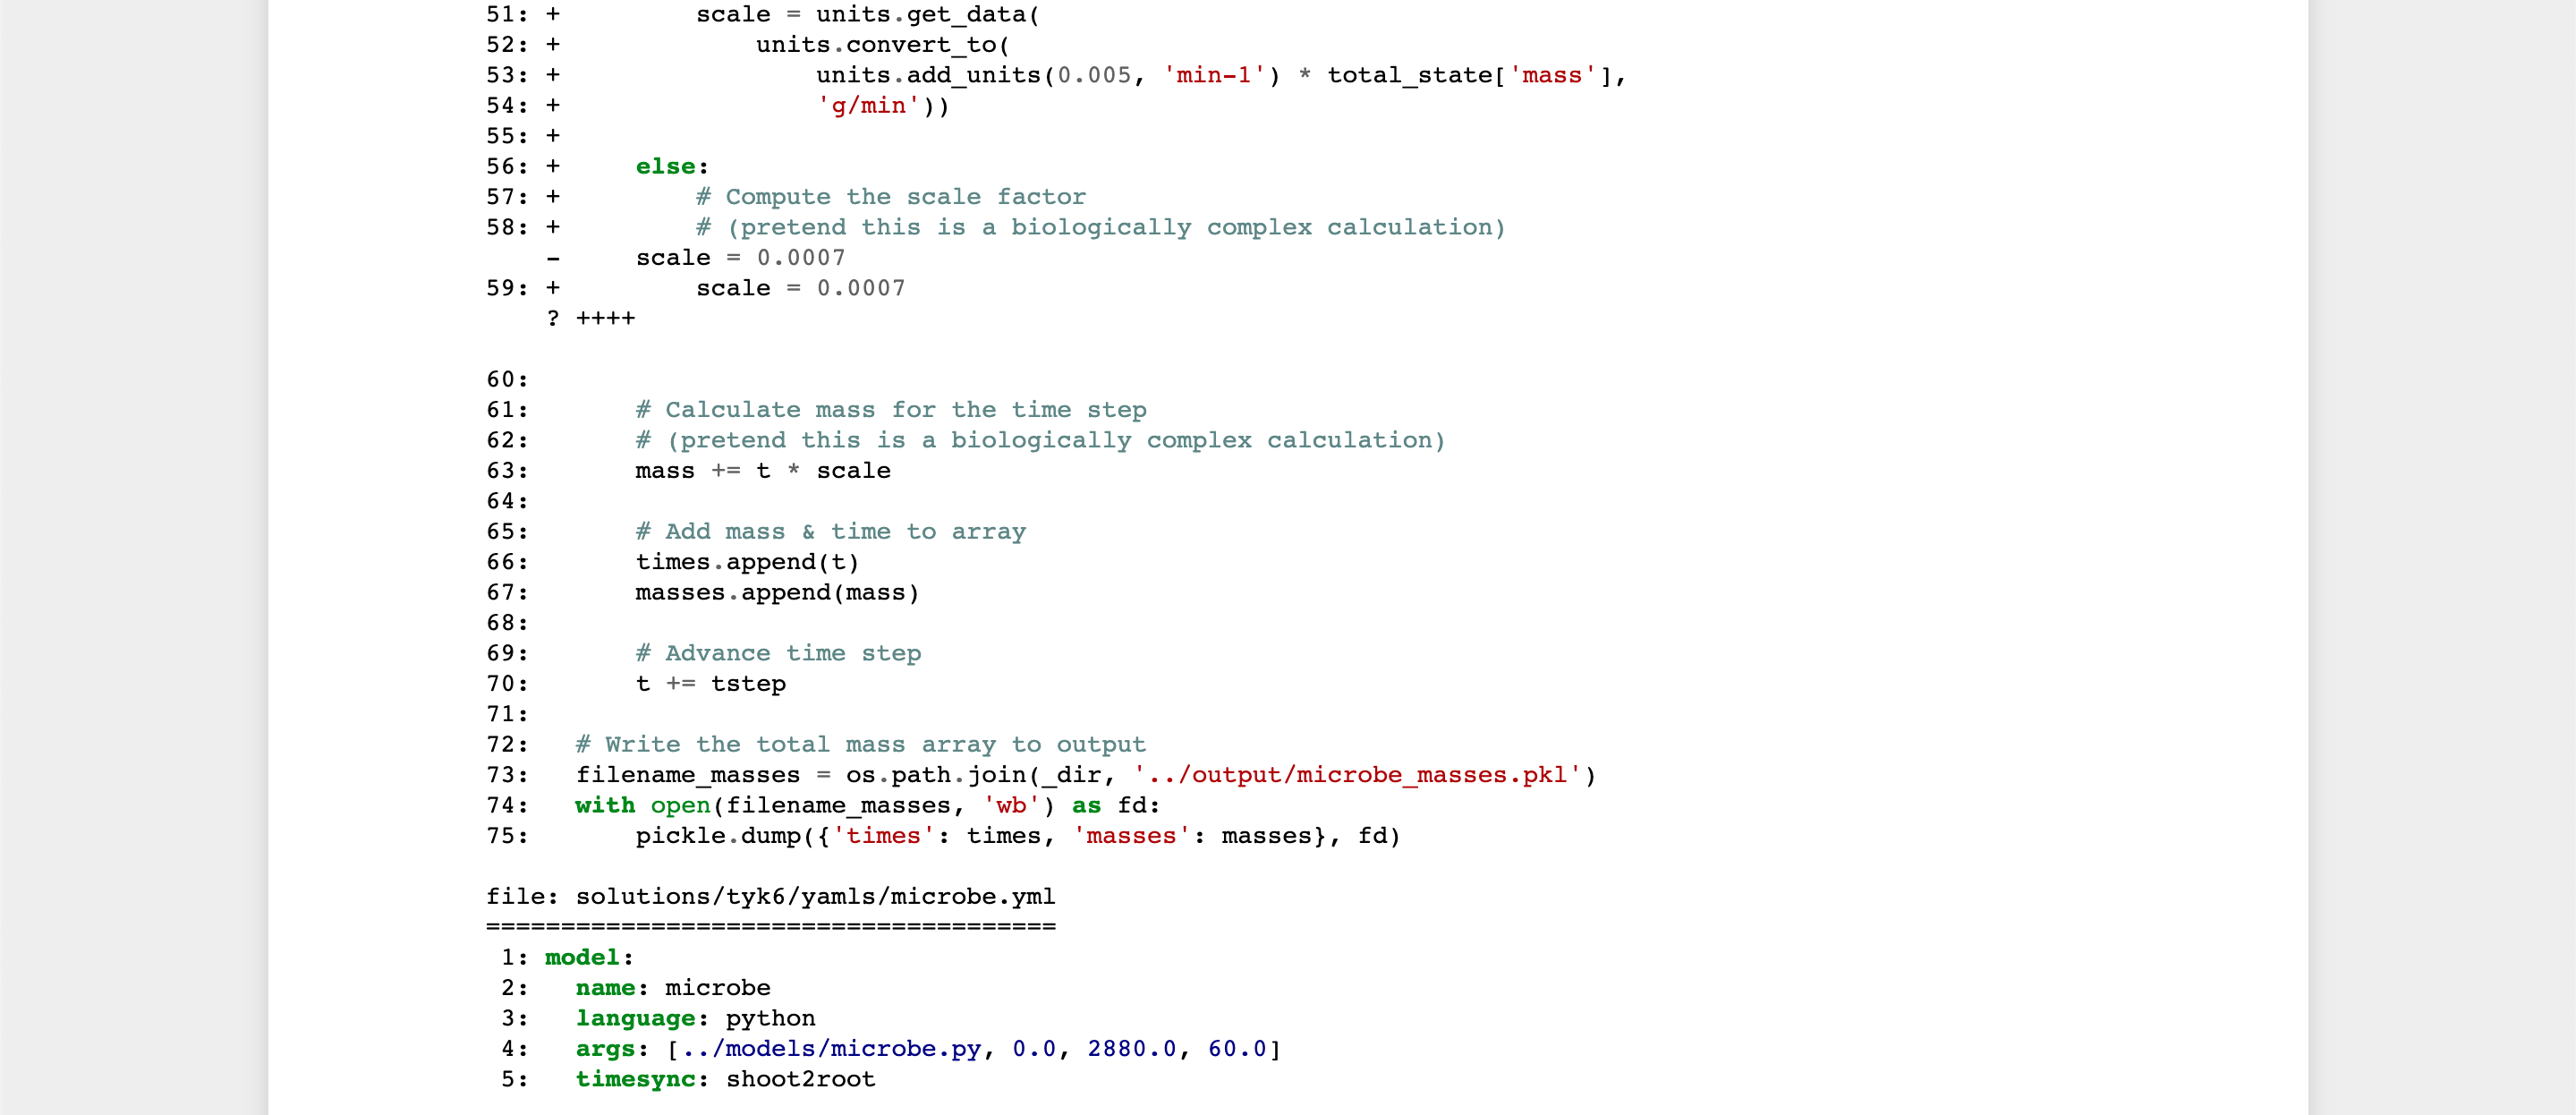 51: +         scale = units.get_data(
52: +             units.convert_to(
53: +                 units.add_units(0.005, 'min-1') * total_state['mass'],
54: +                 'g/min'))
55: +
56: +     else:
57: +         # Compute the scale factor
58: +         # (pretend this is a biologically complex calculation)
    -     scale = 0.0007
59: +         scale = 0.0007
    ? ++++
60:
61:       # Calculate mass for the time step
62:       # (pretend this is a biologically complex calculation)
63:       mass += t * scale
64:
65:       # Add mass & time to array
66:       times.append(t)
67:       masses.append(mass)
68:
69:       # Advance time step
70:       t += tstep
71:
72:   # Write the total mass array to output
73:   filename_masses = os.path.join(_dir, '../output/microbe_masses.pkl')
74:   with open(filename_masses, 'wb') as fd:
75:       pickle.dump({'times': times, 'masses': masses}, fd)
file: solutions/tyk6/yamls/microbe.yml
======================================
 1: model:
 2:   name: microbe
 3:   language: python
 4:   args: [../models/microbe.py, 0.0, 2880.0, 60.0]
 5:   timesync: shoot2root